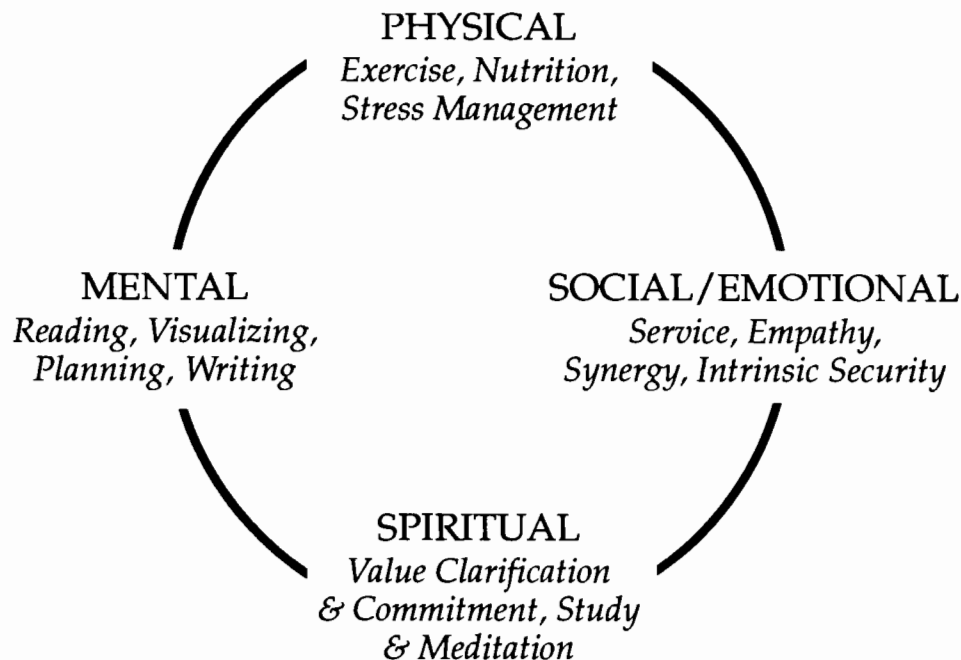 PHYSICAL
Exercise, Nutrition,
Stress Management
MENTAL
Reading, Visualizing,
Planning, Writing
SOCIAL/EMOTIONAL
Service, Empathy,
Synergy, Intrinsic Security
SPIRITUAL
Value Clarification
& Commitment, Study
& Meditation